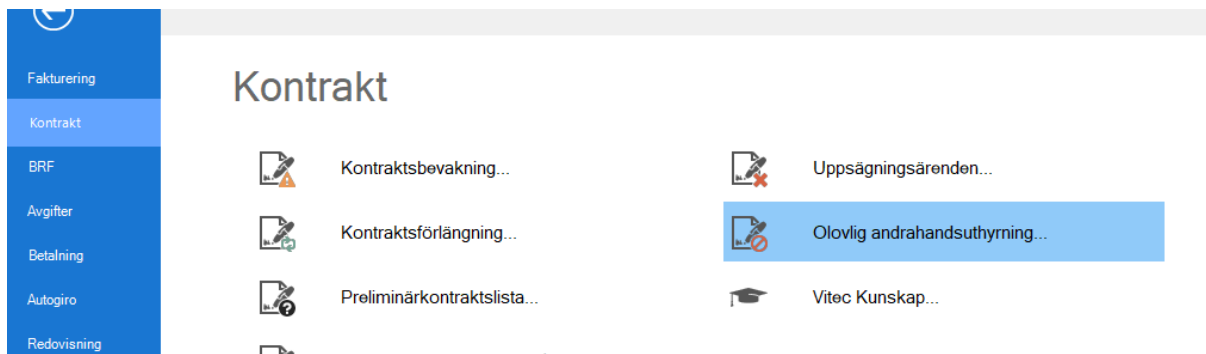 Fakturering
Kontrakt
BRF
Avgifter
Betalning
Autogiro
Redovisning
Kontrakt
Kontraktsbevakning...
Uppsägningsärenden...
Kontraktsförlängning...
Olovlig andrahandsuthyrning...
Preliminärkontraktslista...
Vitec Kunskap...